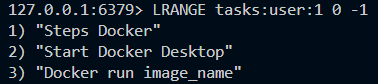 127.0.0.1:6379> LRANGE tasks:user:1 0 -1
1) "Steps Docker"
2) "Start Docker Desktop"
3) "Docker run image_name"